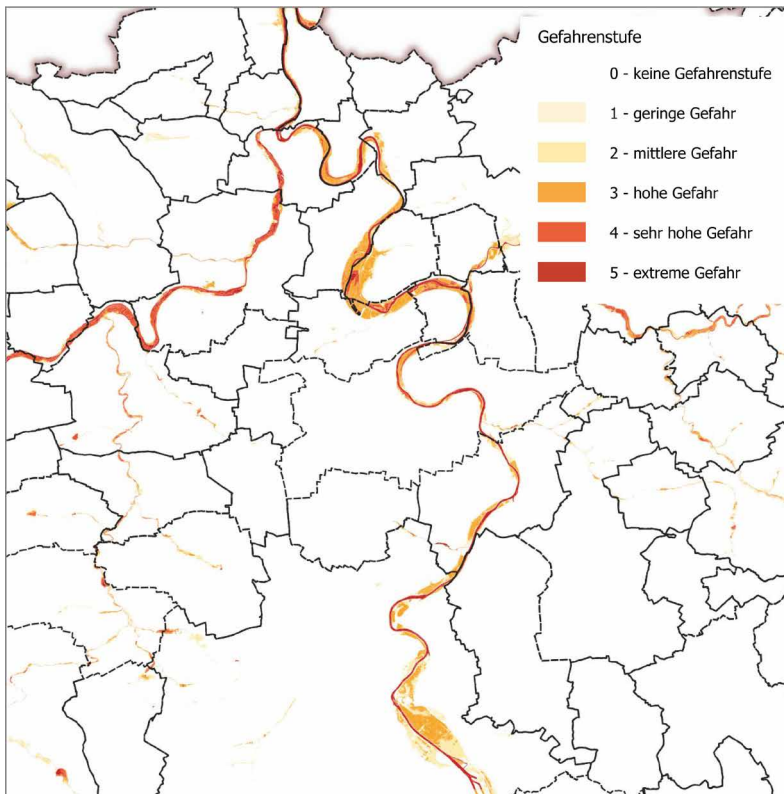 Gefahrenstufe
0 - keine Gefahrenstufe
1 - geringe Gefahr
2 - mittlere Gefahr
3 - hohe Gefahr
4 - sehr hohe Gefahr
5 - extreme Gefahr